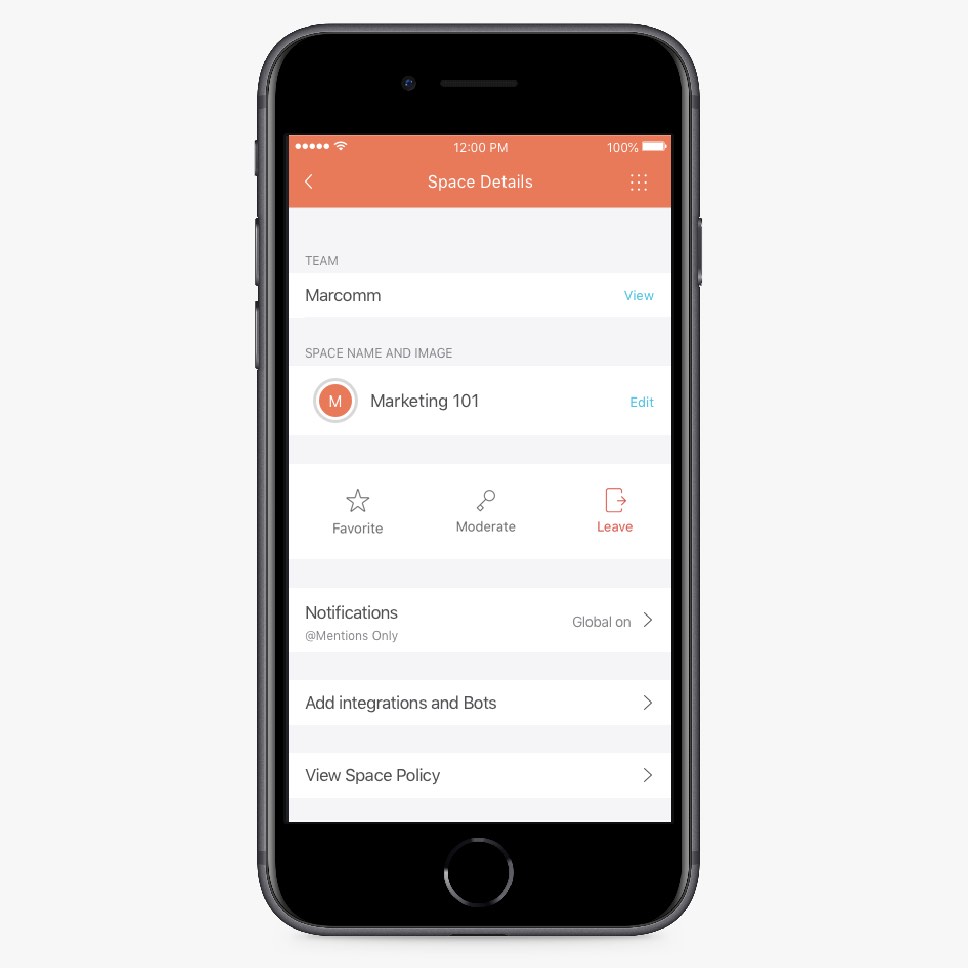 12:00 PM
100%
Space Details
TEAM
Marcomm
View
SPACE NAME AND IMAGE
M
Marketing 101
Edit
Favorite
Moderate
Leave
Notifications
@Mentions Only
Global on
Add integrations and Bots
View Space Policy